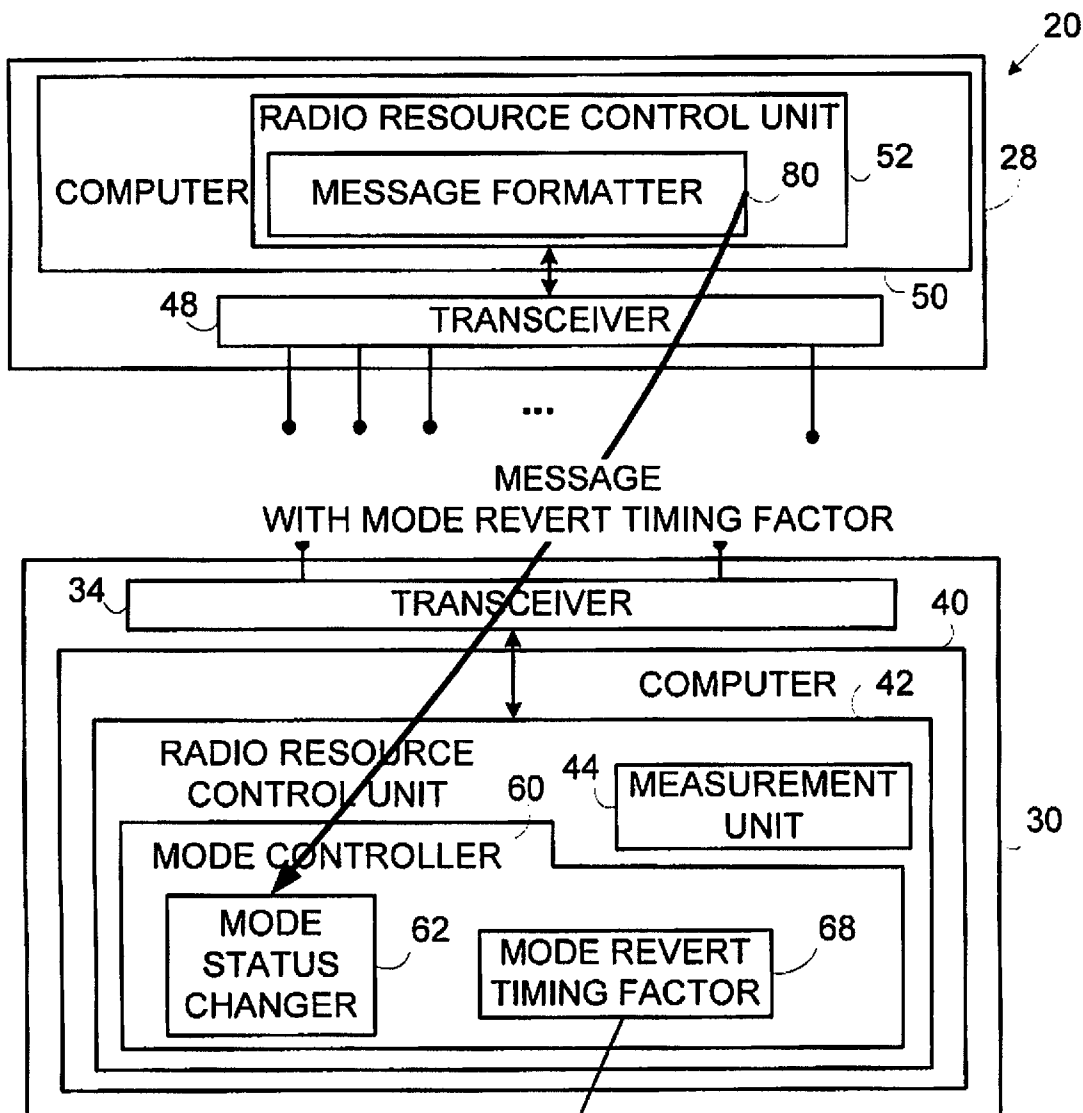 20
RADIO RESOURCE CONTROL UNIT
52
28
COMPUTER
MESSAGE FORMATTER
80
50
48
TRANSCEIVER
...
MESSAGE
WITH MODE REVERT TIMING FACTOR
34
TRANSCEIVER
40
COMPUTER
42
RADIO RESOURCE
CONTROL UNIT
60
44
MEASUREMENT
UNIT
30
MODE CONTROLLER
MODE
STATUS
CHANGER
62
MODE REVERT
TIMING FACTOR
68